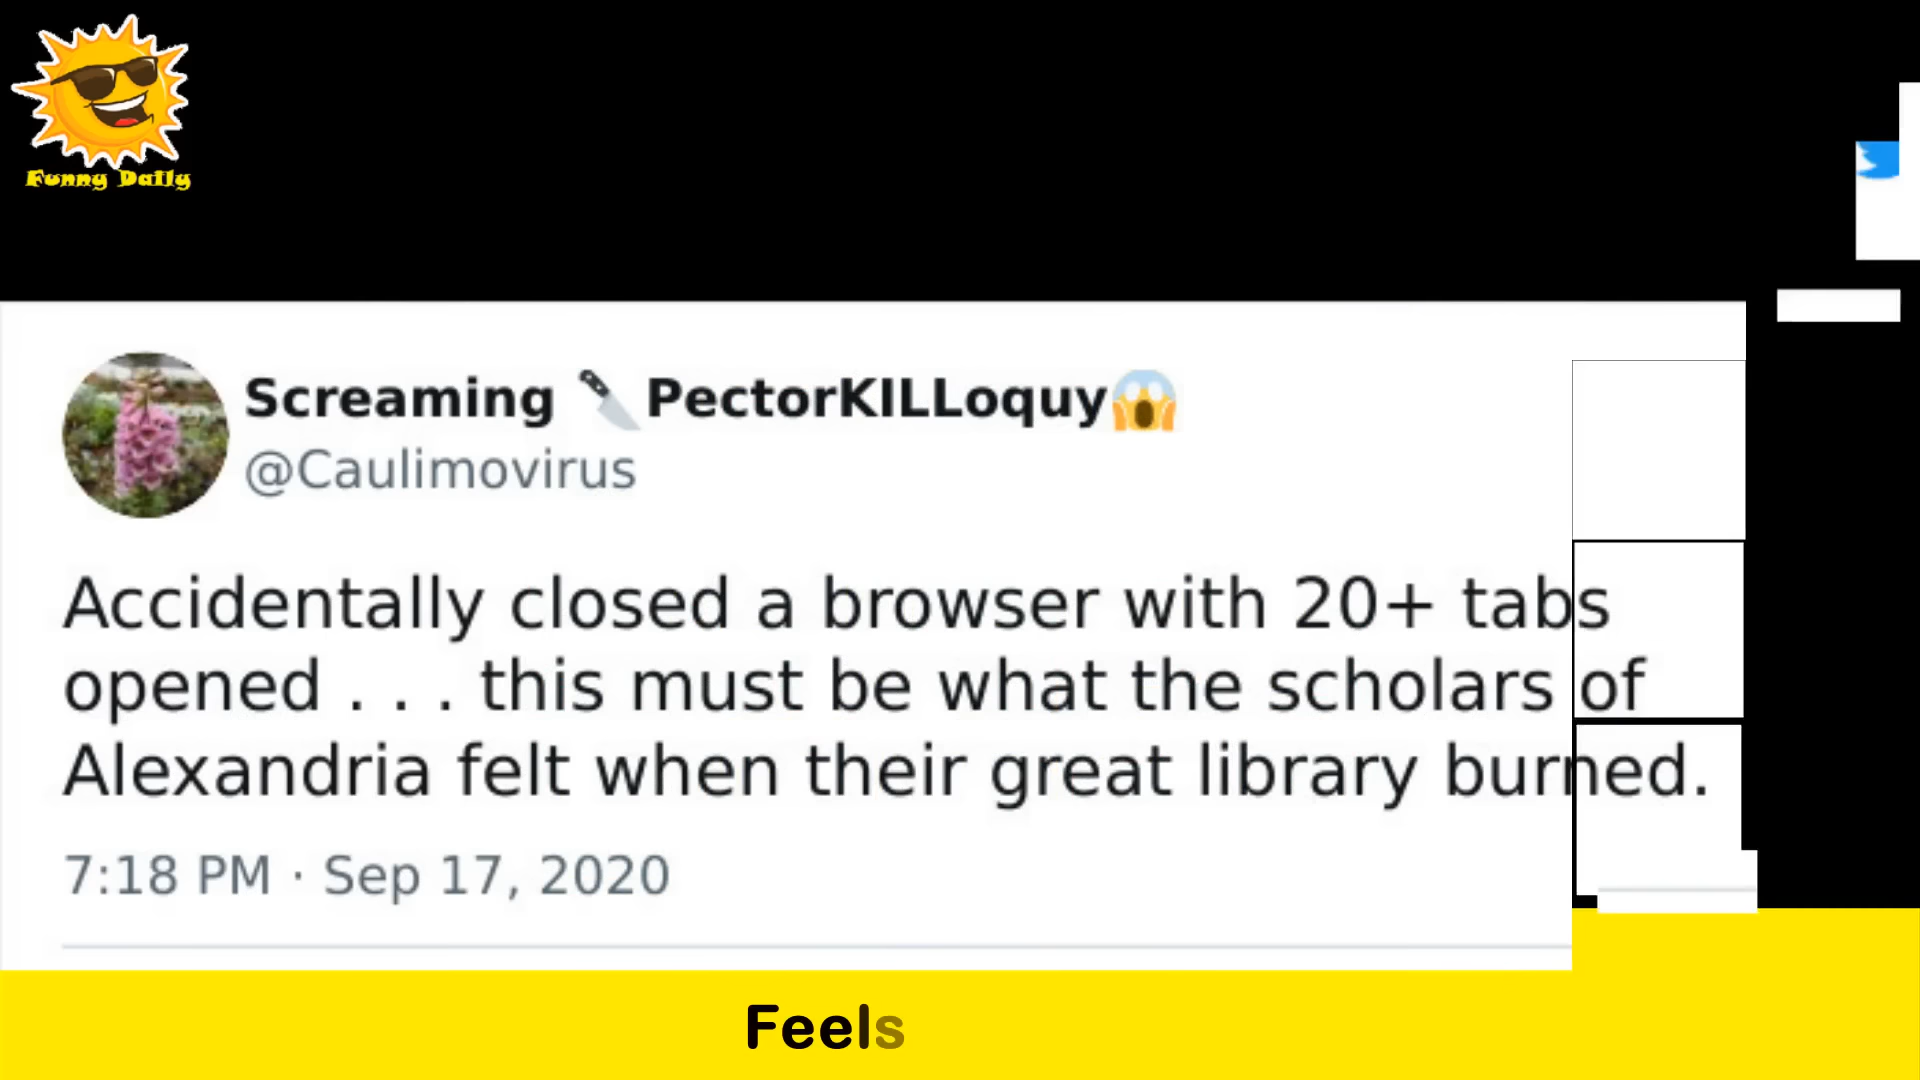 Funny Daily
Screaming 🔪PectorKILLoquy😱
@Caulimovirus
Accidentally closed a browser with 20+ tabs
opened . . . this must be what the scholars of
Alexandria felt when their great library burned.
7:18 PM · Sep 17, 2020
Feels